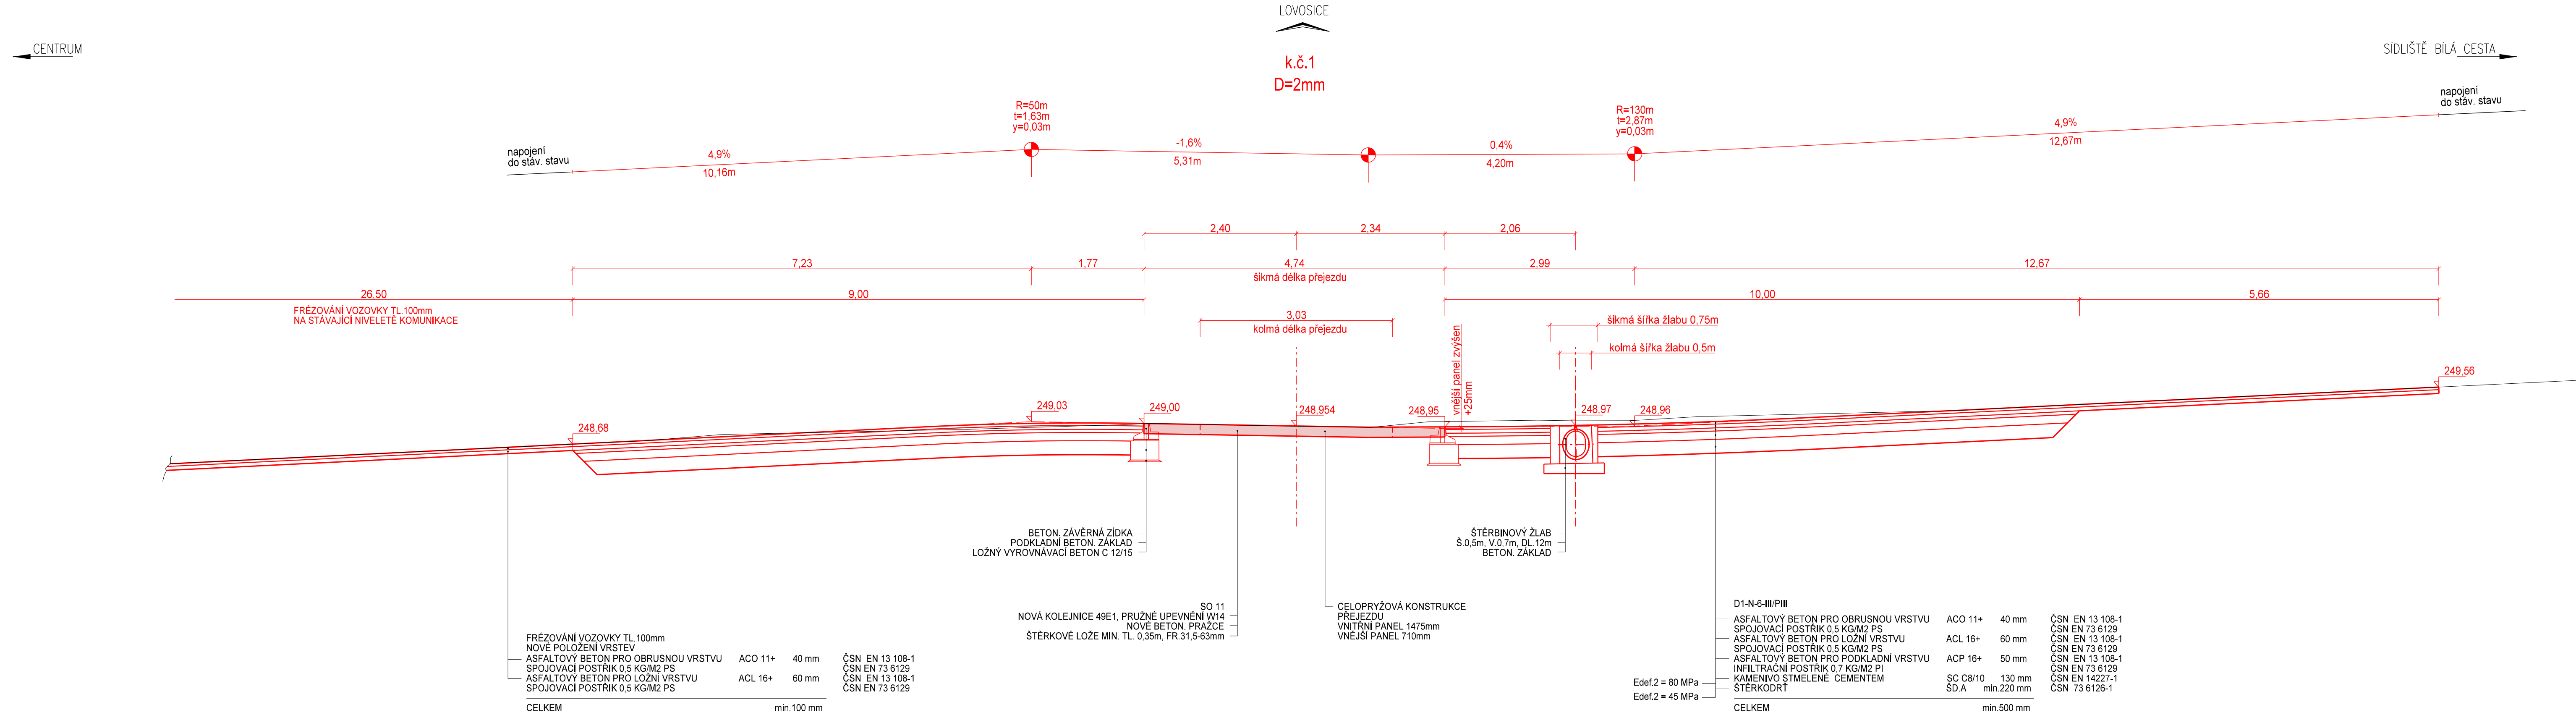 LOVOSICE
CENTRUM
SÍDLIŠTĚ BÍLÁ CESTA
k.č.1
D=2mm
napojení
do stáv. stavu
4,9%
10,16m
R=50m
t=1,63m
y=0,03m
-1,6%
5,31m
0,4%
4,20m
R=130m
t=2,87m
y=0,03m
4,9%
12,67m
napojení
do stáv. stavu
2,40
2,34
2,06
7,23
1,77
4,74
šikmá délka přejezdu
2,99
12,67
26,50
9,00
10,00
5,66
FRÉZOVÁNÍ VOZOVKY TL.100mm
NA STÁVAJÍCÍ NIVELETĚ KOMUNIKACE
3,03
kolmá délka přejezdu
vnější panel zvýšen
+25mm
šikmá šířka žlabu 0,75m
kolmá šířka žlabu 0,5m
248,68
249,03
249,00
248,954
248,95
248,97
248,96
249,56
BETON. ZÁVĚRNÁ ZÍDKA
PODKLADNÍ BETON. ZÁKLAD
LOŽNÝ VYROVNÁVACÍ BETON C 12/15
ŠTĚRBINOVÝ ŽLAB
Š.0,5m, V.0,7m, DL.12m
BETON. ZÁKLAD
SO 11
NOVÁ KOLEJNICE 49E1, PRUŽNÉ UPEVNĚNÍ W14
NOVÉ BETON. PRAŽCE
ŠTĚRKOVÉ LOŽE MIN. TL. 0,35m, FR.31,5-63mm
CELOPRYŽOVÁ KONSTRUKCE
PŘEJEZDU
VNITŘNÍ PANEL 1475mm
VNĚJŠÍ PANEL 710mm
FRÉZOVÁNÍ VOZOVKY TL.100mm
NOVÉ POLOŽENÍ VRSTEV
ASFALTOVÝ BETON PRO OBRUSNOU VRSTVU ACO 11+ 40 mm ČSN EN 13 108-1
SPOJOVACÍ POSTŘIK 0,5 KG/M2 PS ČSN EN 73 6129
ASFALTOVÝ BETON PRO LOŽNÍ VRSTVU ACL 16+ 60 mm ČSN EN 13 108-1
SPOJOVACÍ POSTŘIK 0,5 KG/M2 PS ČSN EN 73 6129
CELKEM min.100 mm
D1-N-6-III/PIII
ASFALTOVÝ BETON PRO OBRUSNOU VRSTVU ACO 11+ 40 mm ČSN EN 13 108-1
SPOJOVACÍ POSTŘIK 0,5 KG/M2 PS ČSN EN 73 6129
ASFALTOVÝ BETON PRO LOŽNÍ VRSTVU ACL 16+ 60 mm ČSN EN 13 108-1
SPOJOVACÍ POSTŘIK 0,5 KG/M2 PS ČSN EN 73 6129
ASFALTOVÝ BETON PRO PODKLADNÍ VRSTVU ACP 16+ 50 mm ČSN EN 13 108-1
INFILTRAČNÍ POSTŘIK 0,7 KG/M2 PI ČSN EN 73 6129
Edef.2 = 80 MPa KAMENIVO STMELENÉ CEMENTEM SC C8/10 130 mm ČSN EN 14227-1
Edef.2 = 45 MPa ŠTĚRKODRŤ ŠD.A min.220 mm ČSN 73 6126-1
CELKEM min.500 mm